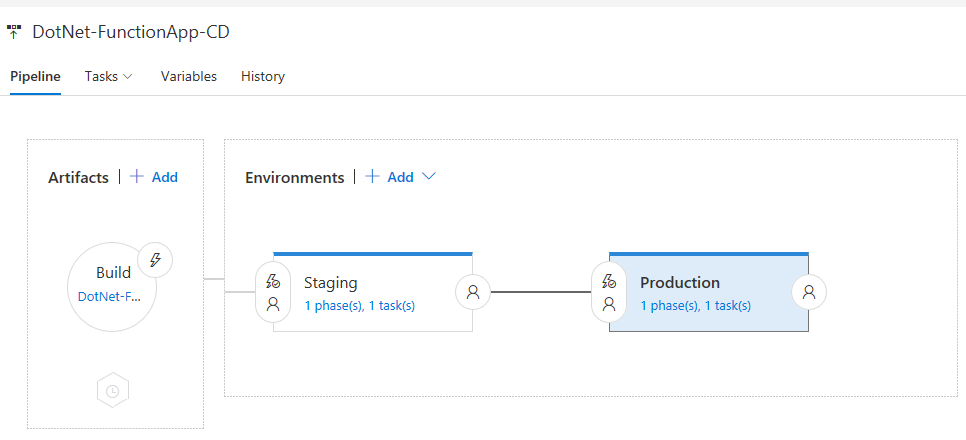 DotNet-FunctionApp-CD
Pipeline Tasks Variables History
Artifacts | + Add
Environments | + Add
Build
DotNet-F...
Staging
1 phase(s), 1 task(s)
Production
1 phase(s), 1 task(s)